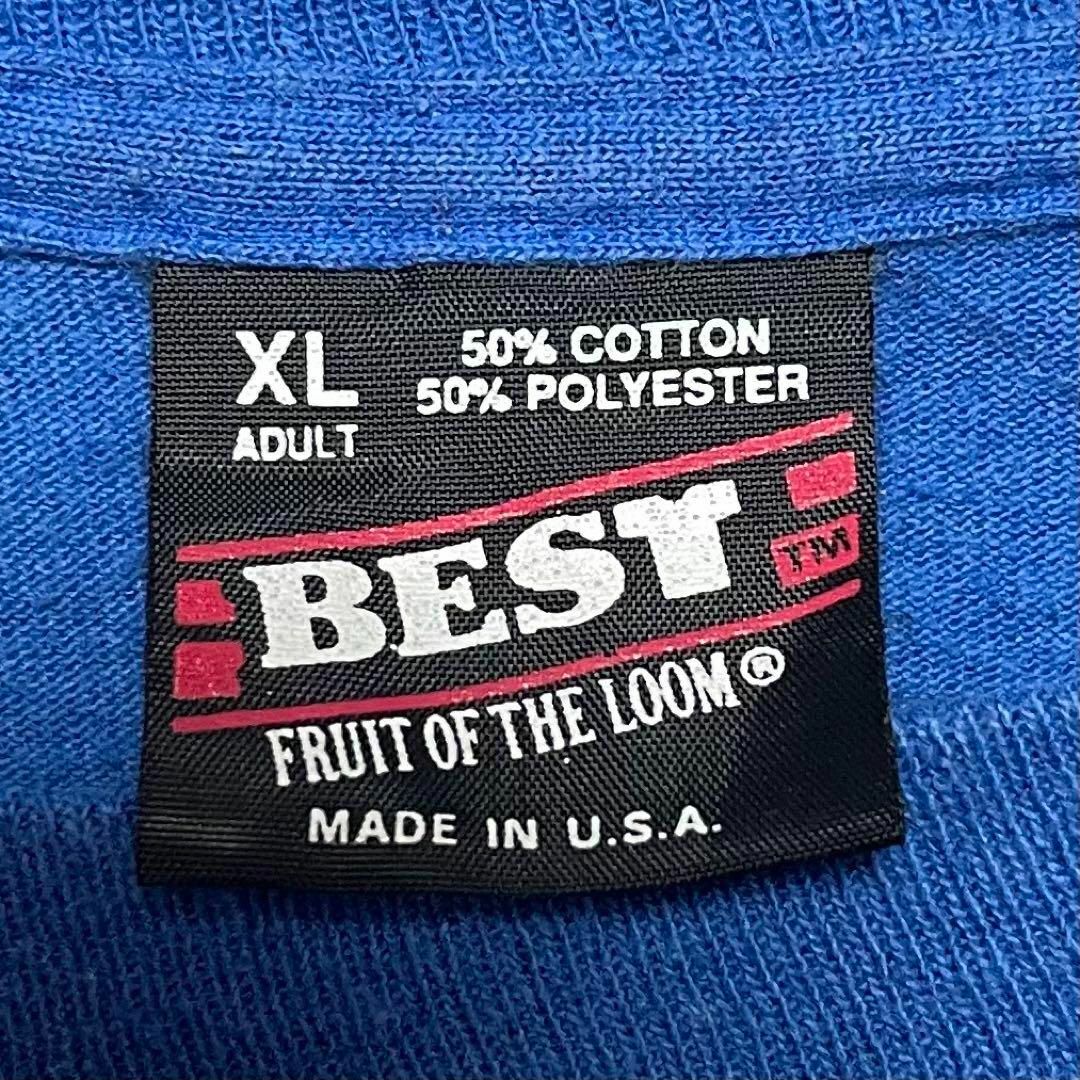 XL
ADULT
50% COTTON
50% POLYESTER
BEST TM
FRUIT OF THE LOOM®
MADE IN U.S.A.